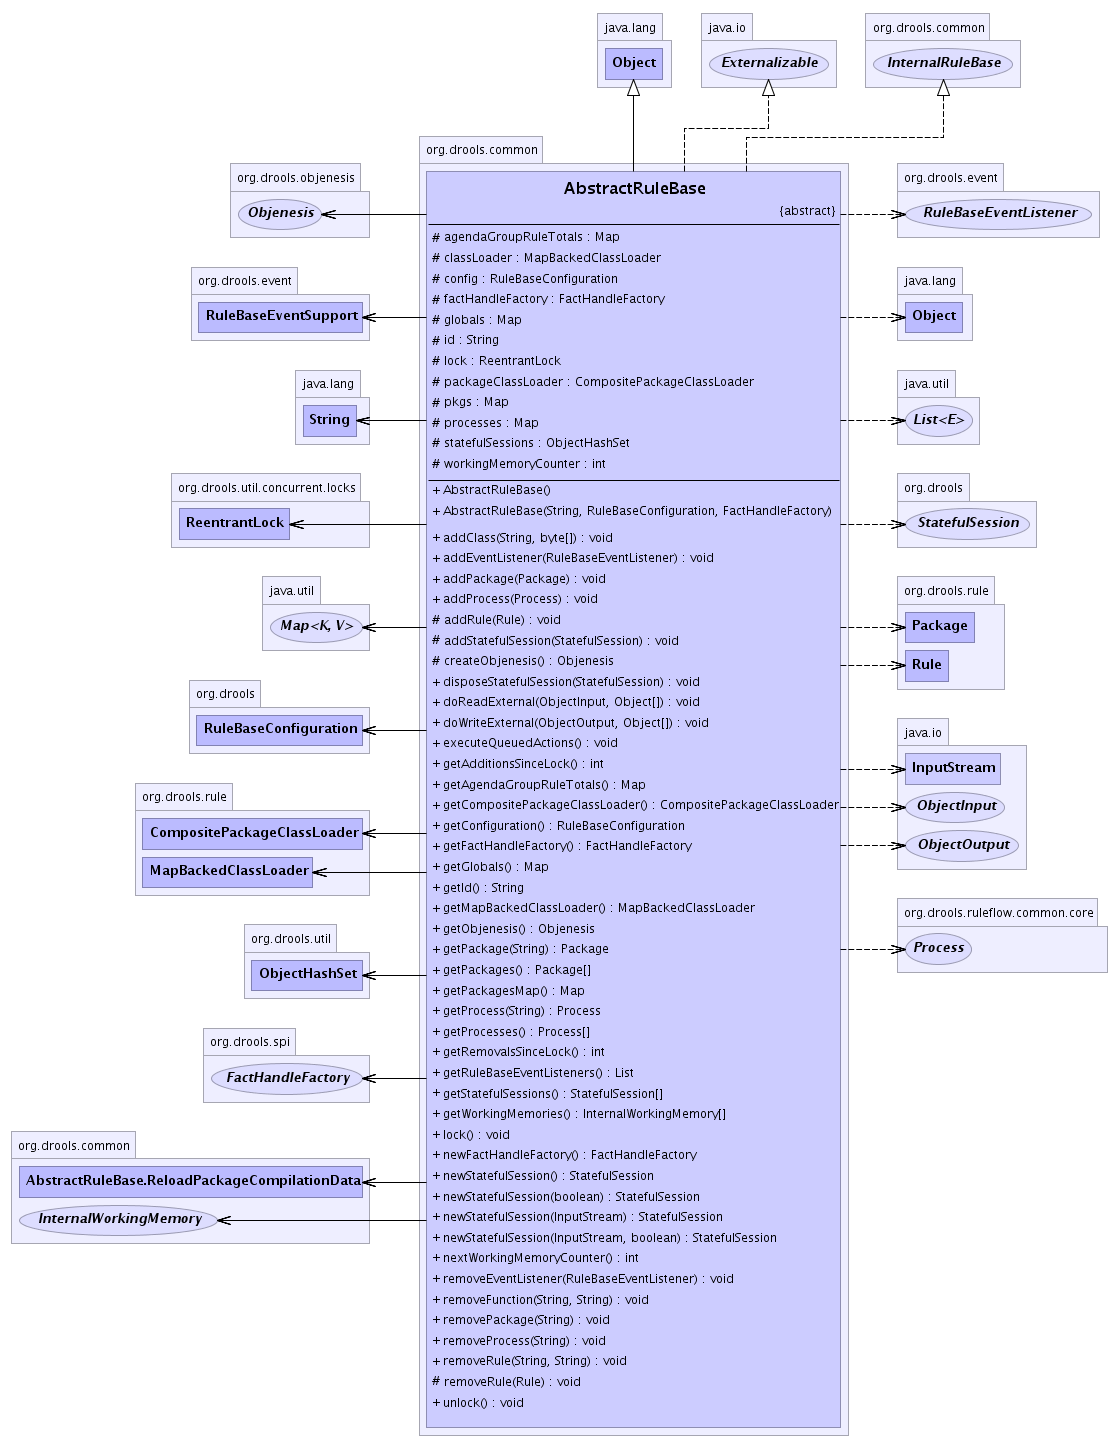 java.lang
Object
java.io
Externalizable
org.drools.common
InternalRuleBase
org.drools.objenesis
Objenesis
org.drools.event
RuleBaseEventSupport
java.lang
String
org.drools.util.concurrent.locks
ReentrantLock
java.util
Map<K, V>
org.drools
RuleBaseConfiguration
org.drools.rule
CompositePackageClassLoader
MapBackedClassLoader
org.drools.util
ObjectHashSet
org.drools.spi
FactHandleFactory
org.drools.common
AbstractRuleBase.ReloadPackageCompilationData
InternalWorkingMemory
org.drools.common
AbstractRuleBase
{abstract}
# agendaGroupRuleTotals : Map
# classLoader : MapBackedClassLoader
# config : RuleBaseConfiguration
# factHandleFactory : FactHandleFactory
# globals : Map
# id : String
# lock : ReentrantLock
# packageClassLoader : CompositePackageClassLoader
# pkgs : Map
# processes : Map
# statefulSessions : ObjectHashSet
# workingMemoryCounter : int
+ AbstractRuleBase()
+ AbstractRuleBase(String, RuleBaseConfiguration, FactHandleFactory)
+ addClass(String, byte[]) : void
+ addEventListener(RuleBaseEventListener) : void
+ addPackage(Package) : void
+ addProcess(Process) : void
# addRule(Rule) : void
# addStatefulSession(StatefulSession) : void
# createObjenesis() : Objenesis
+ disposeStatefulSession(StatefulSession) : void
+ doReadExternal(ObjectInput, Object[]) : void
+ doWriteExternal(ObjectOutput, Object[]) : void
+ executeQueuedActions() : void
+ getAdditionsSinceLock() : int
+ getAgendaGroupRuleTotals() : Map
+ getCompositePackageClassLoader() : CompositePackageClassLoader
+ getConfiguration() : RuleBaseConfiguration
+ getFactHandleFactory() : FactHandleFactory
+ getGlobals() : Map
+ getId() : String
+ getMapBackedClassLoader() : MapBackedClassLoader
+ getObjenesis() : Objenesis
+ getPackage(String) : Package
+ getPackages() : Package[]
+ getPackagesMap() : Map
+ getProcess(String) : Process
+ getProcesses() : Process[]
+ getRemovalsSinceLock() : int
+ getRuleBaseEventListeners() : List
+ getStatefulSessions() : StatefulSession[]
+ getWorkingMemories() : InternalWorkingMemory[]
+ lock() : void
+ newFactHandleFactory() : FactHandleFactory
+ newStatefulSession() : StatefulSession
+ newStatefulSession(boolean) : StatefulSession
+ newStatefulSession(InputStream) : StatefulSession
+ newStatefulSession(InputStream, boolean) : StatefulSession
+ nextWorkingMemoryCounter() : int
+ removeEventListener(RuleBaseEventListener) : void
+ removeFunction(String, String) : void
+ removePackage(String) : void
+ removeProcess(String) : void
+ removeRule(String, String) : void
# removeRule(Rule) : void
+ unlock() : void
org.drools.event
RuleBaseEventListener
java.lang
Object
java.util
List<E>
org.drools
StatefulSession
org.drools.rule
Package
Rule
java.io
InputStream
ObjectInput
ObjectOutput
org.drools.ruleflow.common.core
Process